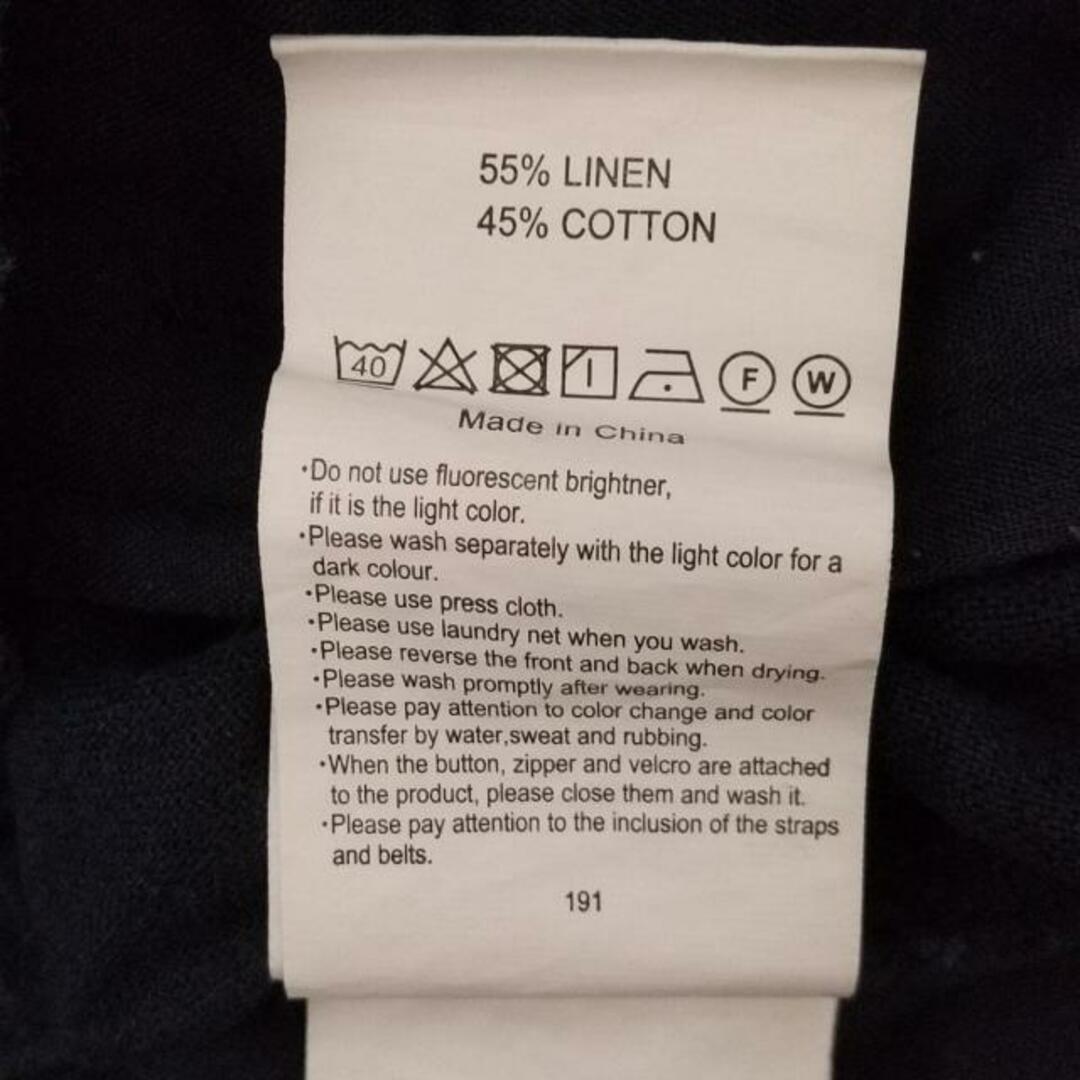 55% LINEN
45% COTTON
40 F W
Made in China
·Do not use fluorescent brightner,
if it is the light color.
·Please wash separately with the light color for a
dark colour.
·Please use press cloth.
·Please use laundry net when you wash.
·Please reverse the front and back when drying.
·Please wash promptly after wearing.
·Please pay attention to color change and color
transfer by water,sweat and rubbing.
·When the button, zipper and velcro are attached
to the product, please close them and wash it.
·Please pay attention to the inclusion of the straps
and belts.
191